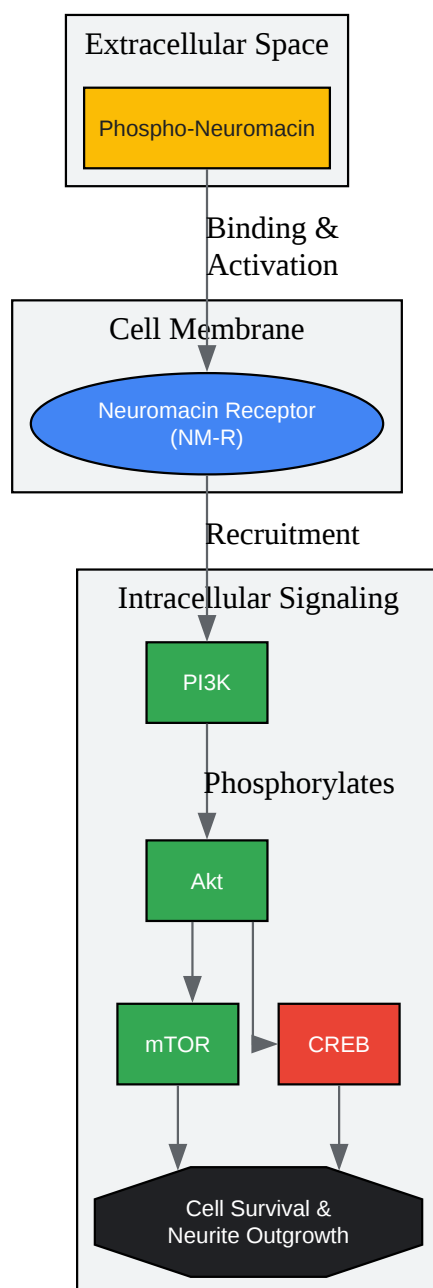 Extracellular Space
Phospho-Neuromacin
Binding &
Activation
Cell Membrane
Neuromacin Receptor
(NM-R)
Recruitment
Intracellular Signaling
PI3K
Phosphorylates
Akt
mTOR
CREB
Cell Survival &
Neurite Outgrowth